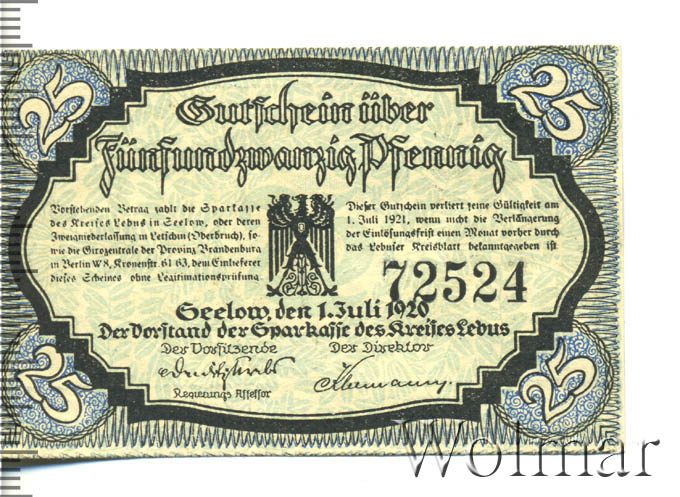 25
25
Gutschein über
Fünfundzwanzig Pfennig
Vorstehenden Betrag zahlt die Sparkasse
des Kreises Lebus in Seelow, oder deren
Zweigniederlassung in Letschin (Oderbruch), so-
wie die Girozentrale der Provinz Brandenburg
in Berlin W 8, Kronenstr. 61 63, dem Einlieferer
dieses Scheines ohne Legitimationsprüfung.
Dieser Gutschein verliert seine Gültigkeit am
1. Juli 1921, wenn nicht die Verlängerung
der Einlösungsfrist einen Monat vorher durch
das Lebuser Kreisblatt bekanntgegeben ist
72524
Seelow, den 1. Juli 1920
Der Vorstand der Sparkasse des Kreises Lebus
Der Vorsitzende Der Direktor
Regierungs Assessor
25
25
Wolmar